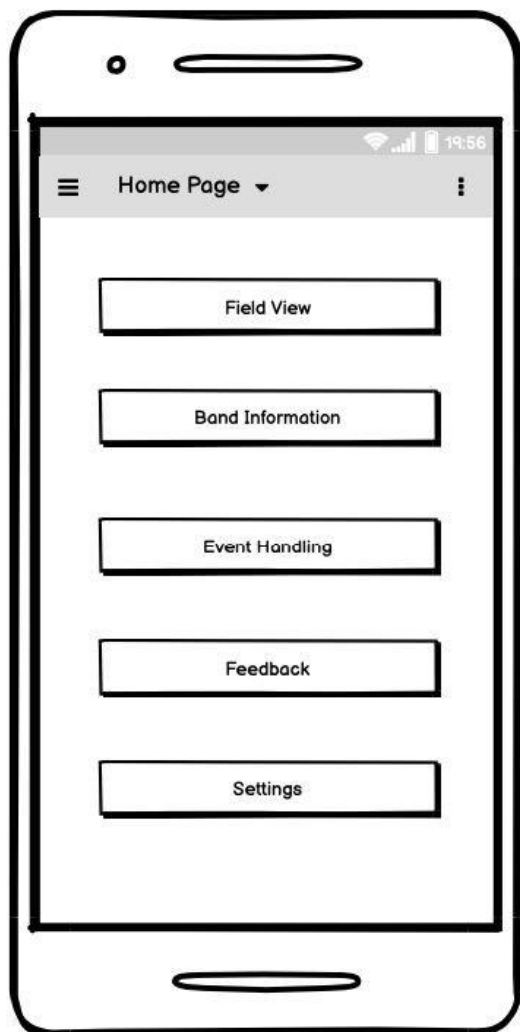 19:56
Home Page
Field View
Band Information
Event Handling
Feedback
Settings